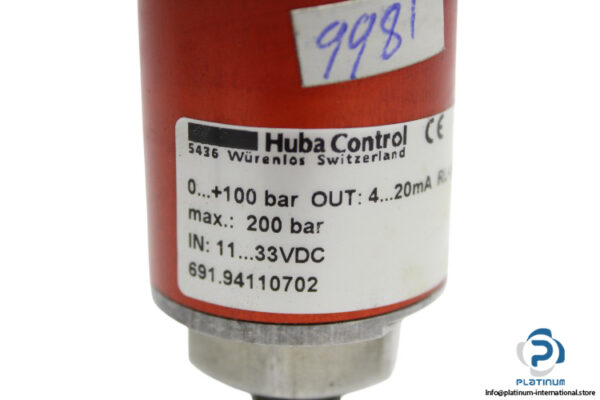 9981
Huba Control CE
5436 Würenlos Switzerland
0...+100 bar OUT: 4...20mA
max.: 200 bar
IN: 11...33VDC
691.94110702
PLATINUM
Info@platinum-international.store